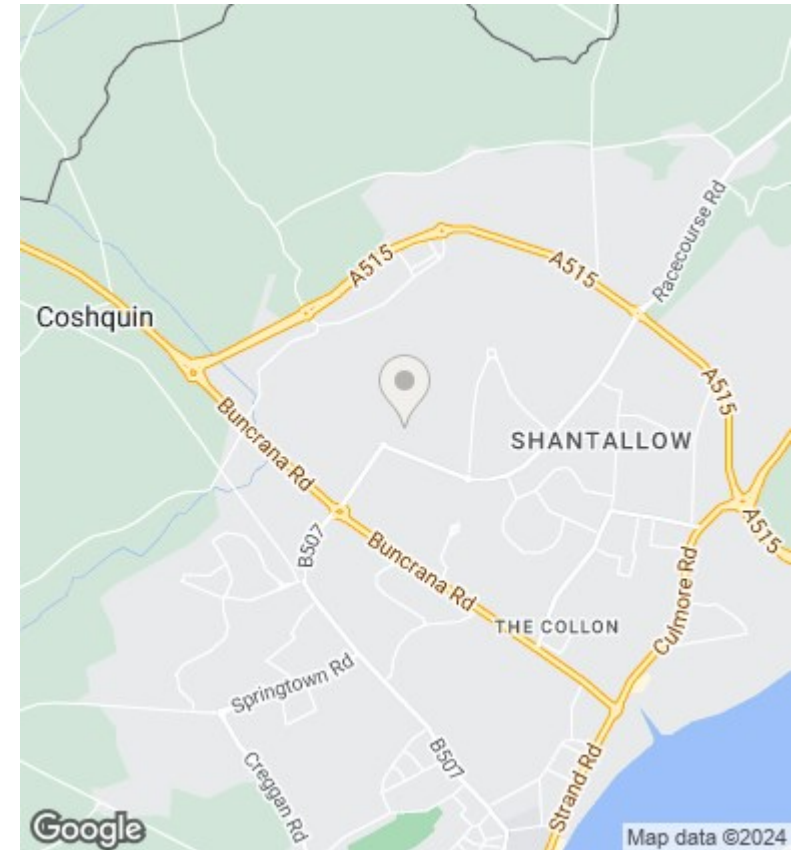 A515
A515
Racecourse Rd
Coshquin
A515
Buncrana Rd
SHANTALLOW
A515
B507
Buncrana Rd
Culmore Rd
THE COLLON
Springtown Rd
B507
Creggan Rd
Strand Rd
Google
Map data ©2024